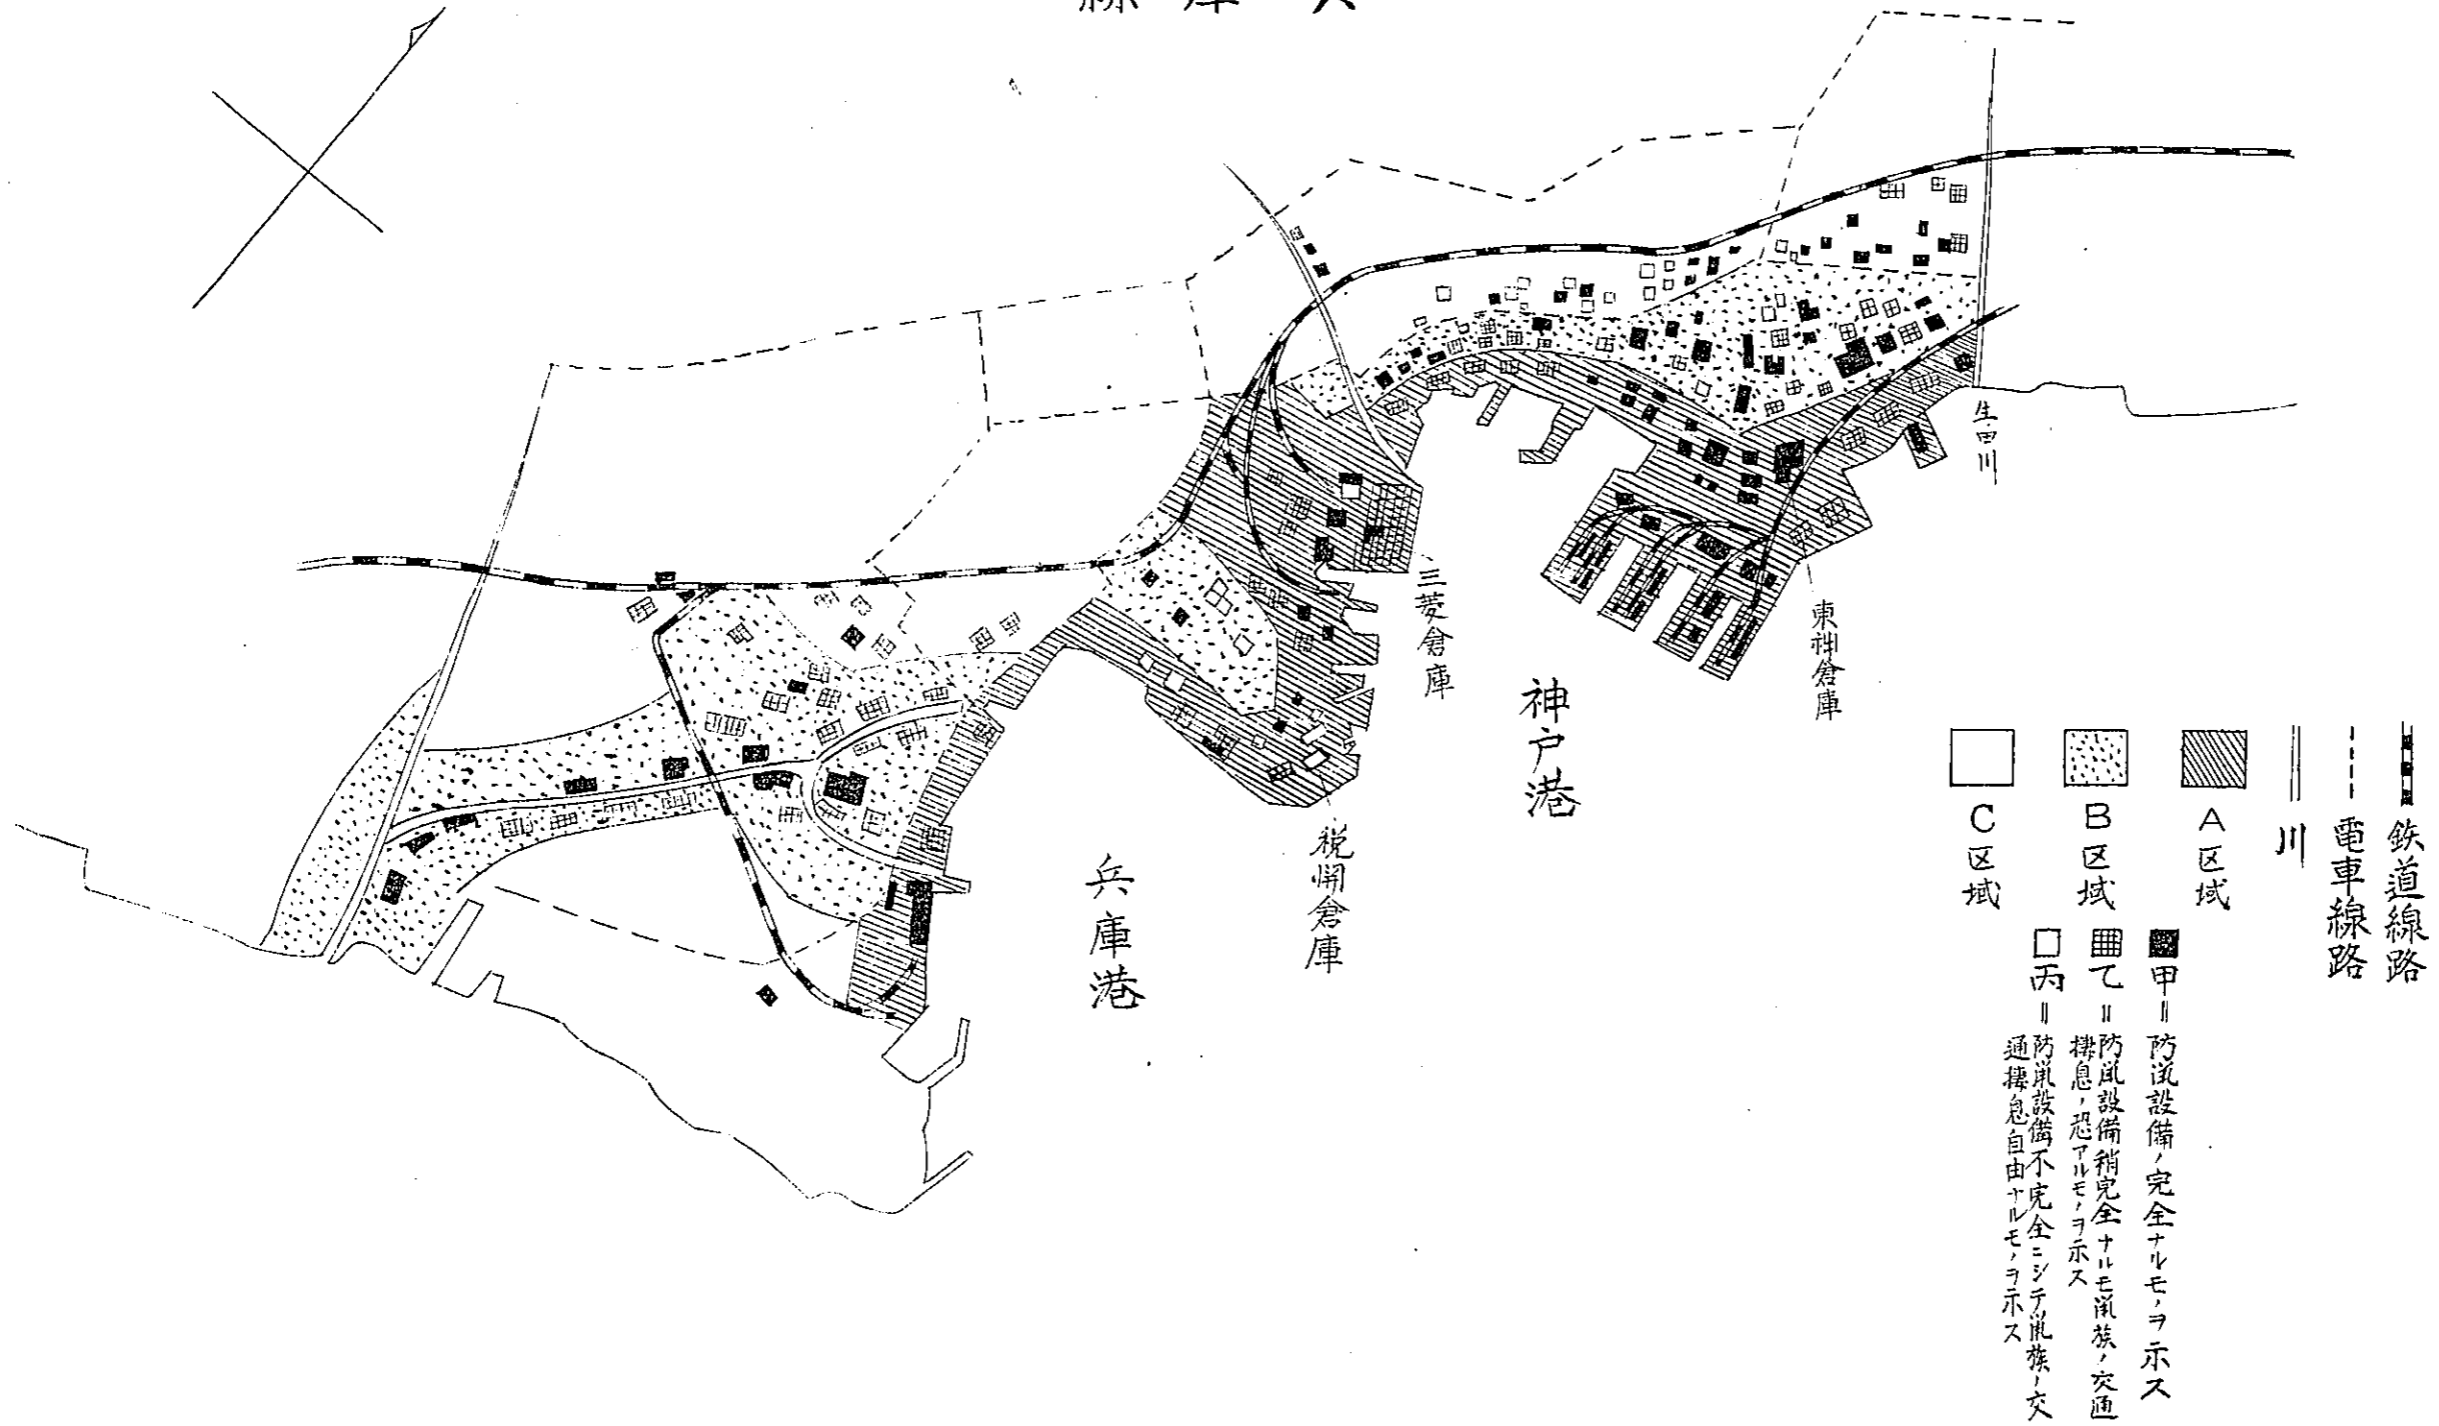 生田川
三菱倉庫
東神倉庫
神戸港
税関倉庫
兵庫港
鉄道線路
電車線路
川
A区域
B区域
C区域
甲=防鼠設備ノ完全ナルモノヲ示ス
乙=防鼠設備稍完全ナルモ鼠族ノ交通
棲息ノ恐アルモノヲ示ス
丙=防鼠設備不完全ニシテ鼠族ノ交
通棲息自由ナルモノヲ示ス